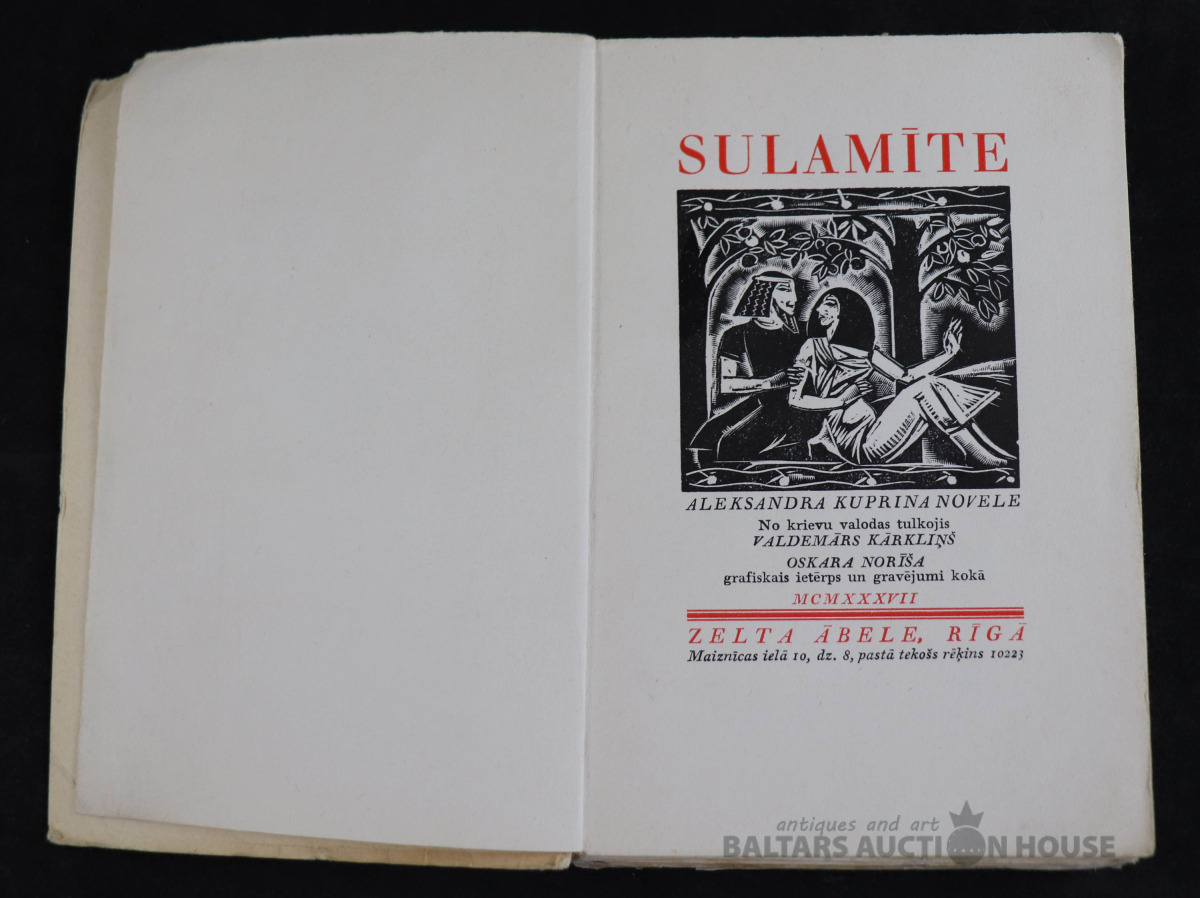 SULAMĪTE
ALEKSANDRA KUPRINA NOVELE
No krievu valodas tulkojis
VALDEMĀRS KĀRKLIŅŠ
OSKARA NORĪŠA
grafiskais ietērps un gravējumi kokā
MCMXXXVII
ZELTA ĀBELE, RĪGĀ
Maiznīcas ielā 10, dz. 8, pastā tekošs rēķins 10223
antiques and art
BALTARS AUCTION HOUSE